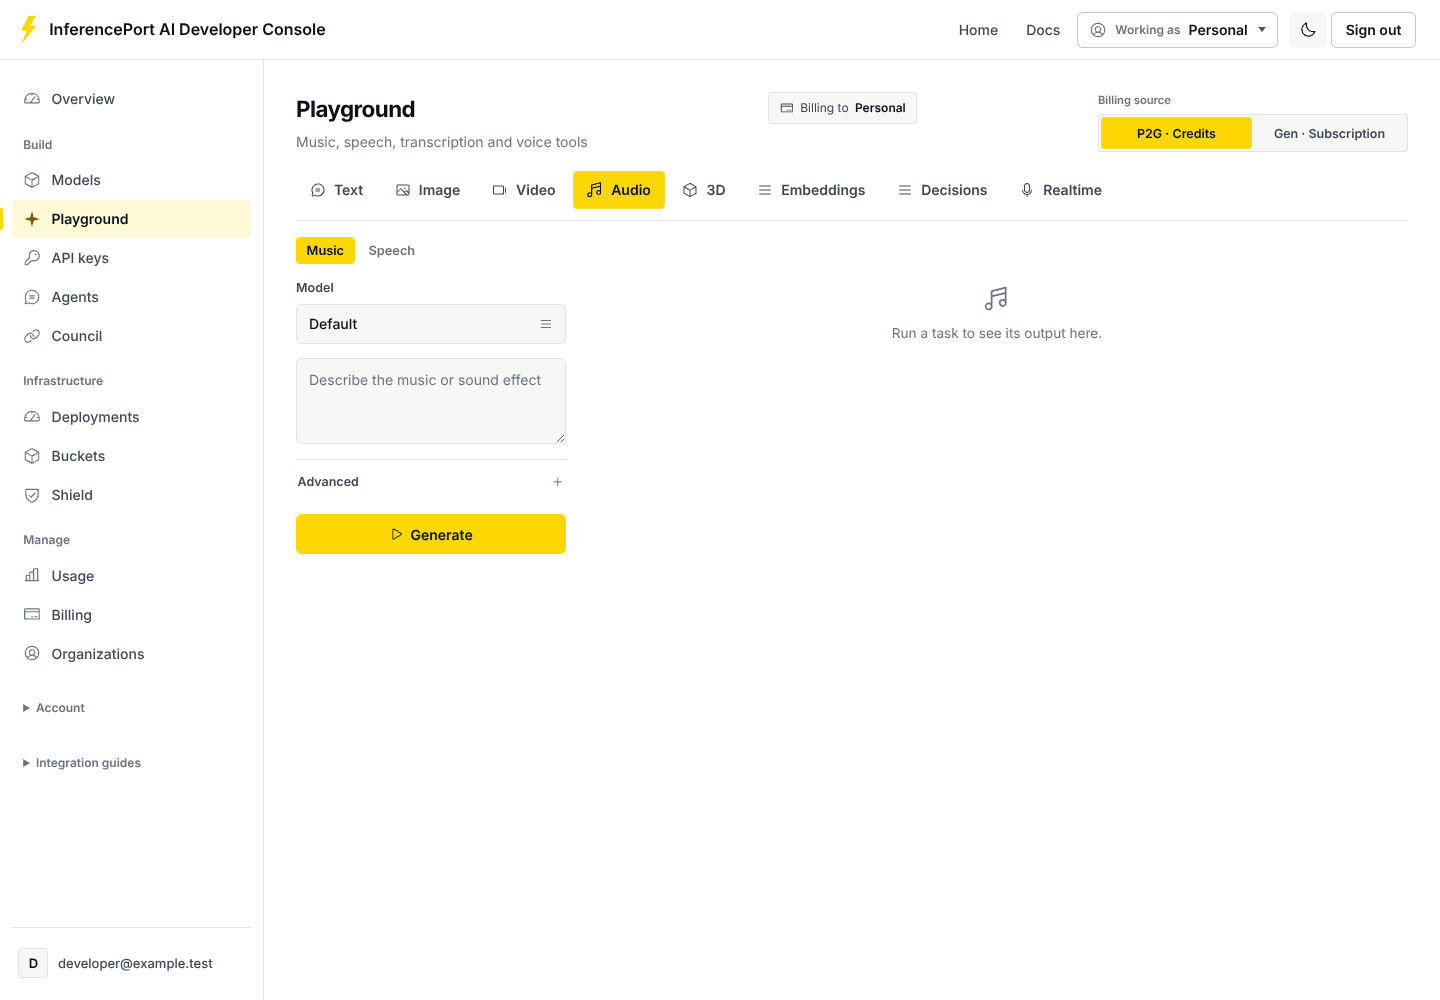 InferencePort AI Developer Console
Home
Docs
Working as Personal
Sign out
Overview
Build
Models
Playground
API keys
Agents
Council
Infrastructure
Deployments
Buckets
Shield
Manage
Usage
Billing
Organizations
Account
Integration guides
D
developer@example.test
Playground
Music, speech, transcription and voice tools
Billing to Personal
Billing source
P2G · Credits
Gen · Subscription
Text
Image
Video
Audio
3D
Embeddings
Decisions
Realtime
Music
Speech
Model
Default
Describe the music or sound effect
Advanced
Generate
Run a task to see its output here.